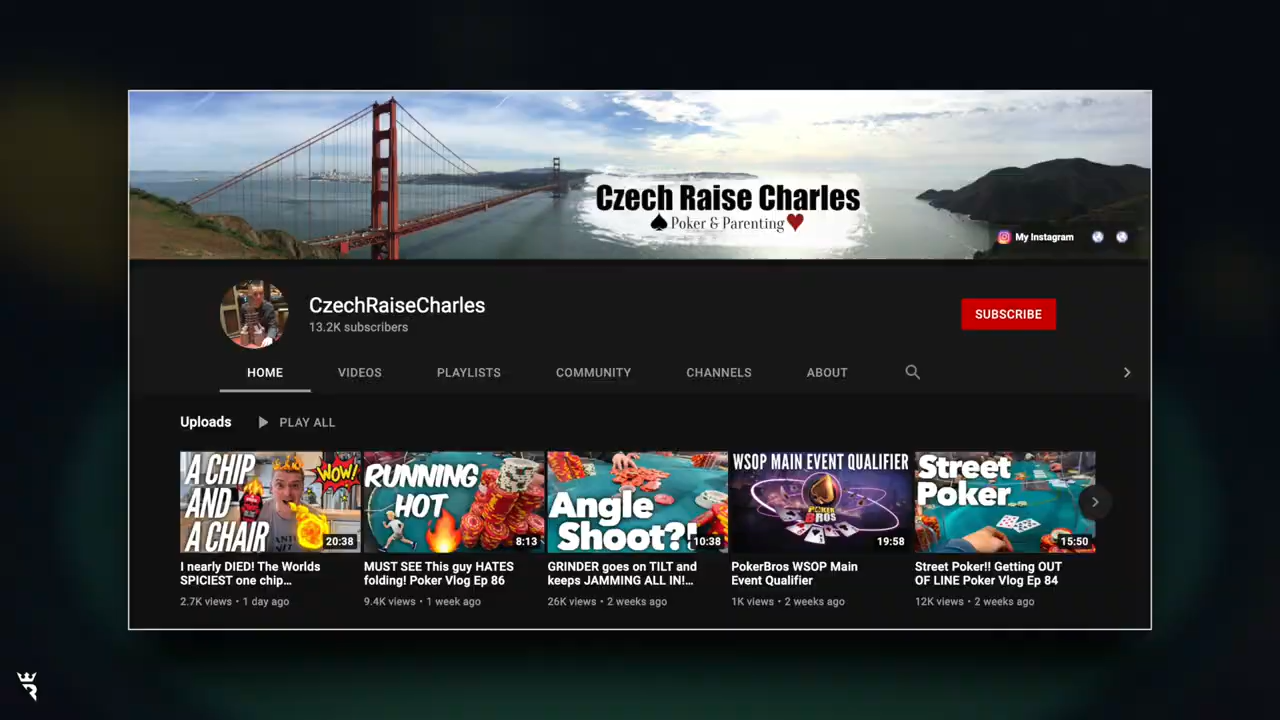 Czech Raise Charles
Poker & Parenting
My Instagram
CzechRaiseCharles
13.2K subscribers
SUBSCRIBE
HOME VIDEOS PLAYLISTS COMMUNITY CHANNELS ABOUT
Uploads PLAY ALL
A CHIP
AND
A CHAIR
WOW!
20:38
RUNNING
HOT
8:13
Angle
Shoot?!
10:38
WSOP MAIN EVENT QUALIFIER
POKER
BROS
19:58
Street
Poker
15:50
I nearly DIED! The Worlds
SPICIEST one chip…
2.7K views • 1 day ago
MUST SEE This guy HATES
folding! Poker Vlog Ep 86
9.4K views • 1 week ago
GRINDER goes on TILT and
keeps JAMMING ALL IN!…
26K views • 2 weeks ago
PokerBros WSOP Main
Event Qualifier
1K views • 2 weeks ago
Street Poker!! Getting OUT
OF LINE Poker Vlog Ep 84
12K views • 2 weeks ago